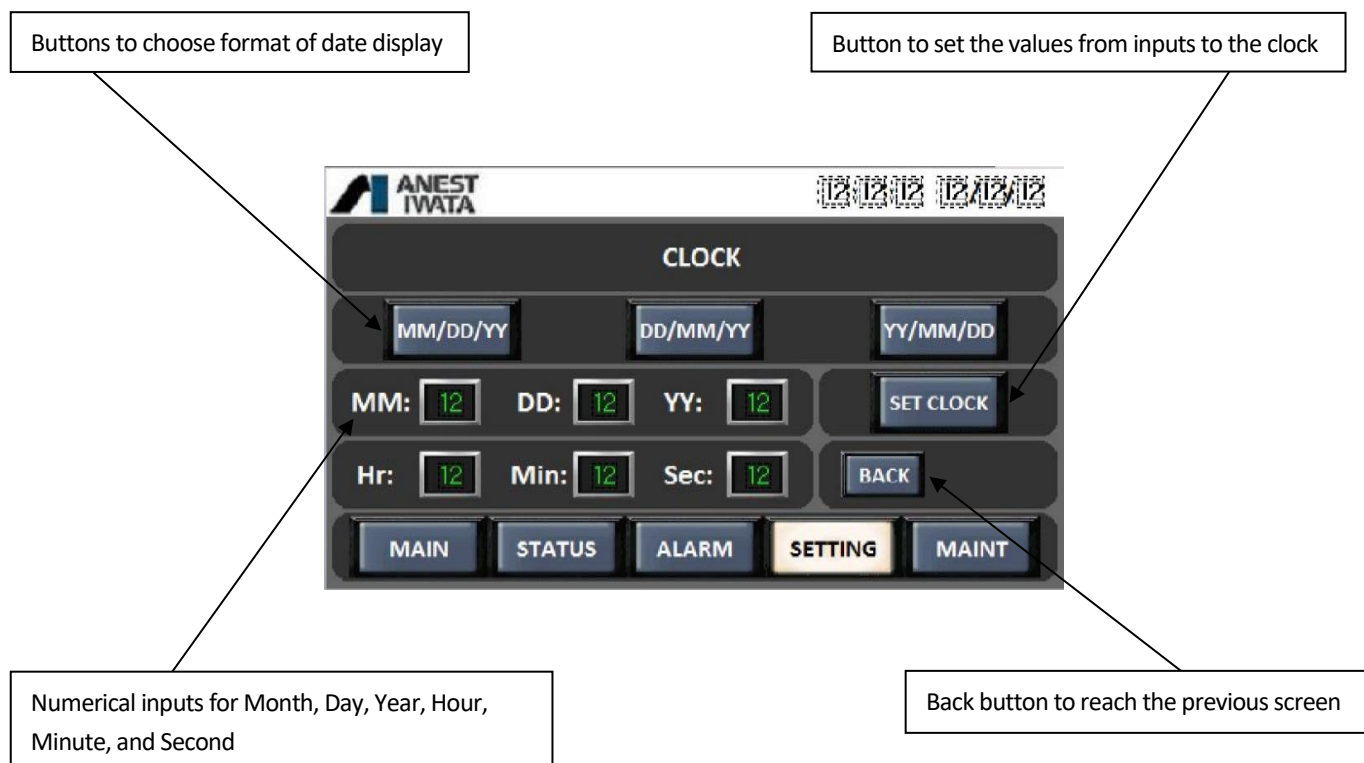 Buttons to choose format of date display
Button to set the values from inputs to the clock
ANEST
IWATA
12:12:12 12/12/12
CLOCK
MM/DD/YY DD/MM/YY YY/MM/DD
MM: 12 DD: 12 YY: 12 SET CLOCK
Hr: 12 Min: 12 Sec: 12 BACK
MAIN STATUS ALARM SETTING MAINT
Numerical inputs for Month, Day, Year, Hour,
Minute, and Second
Back button to reach the previous screen